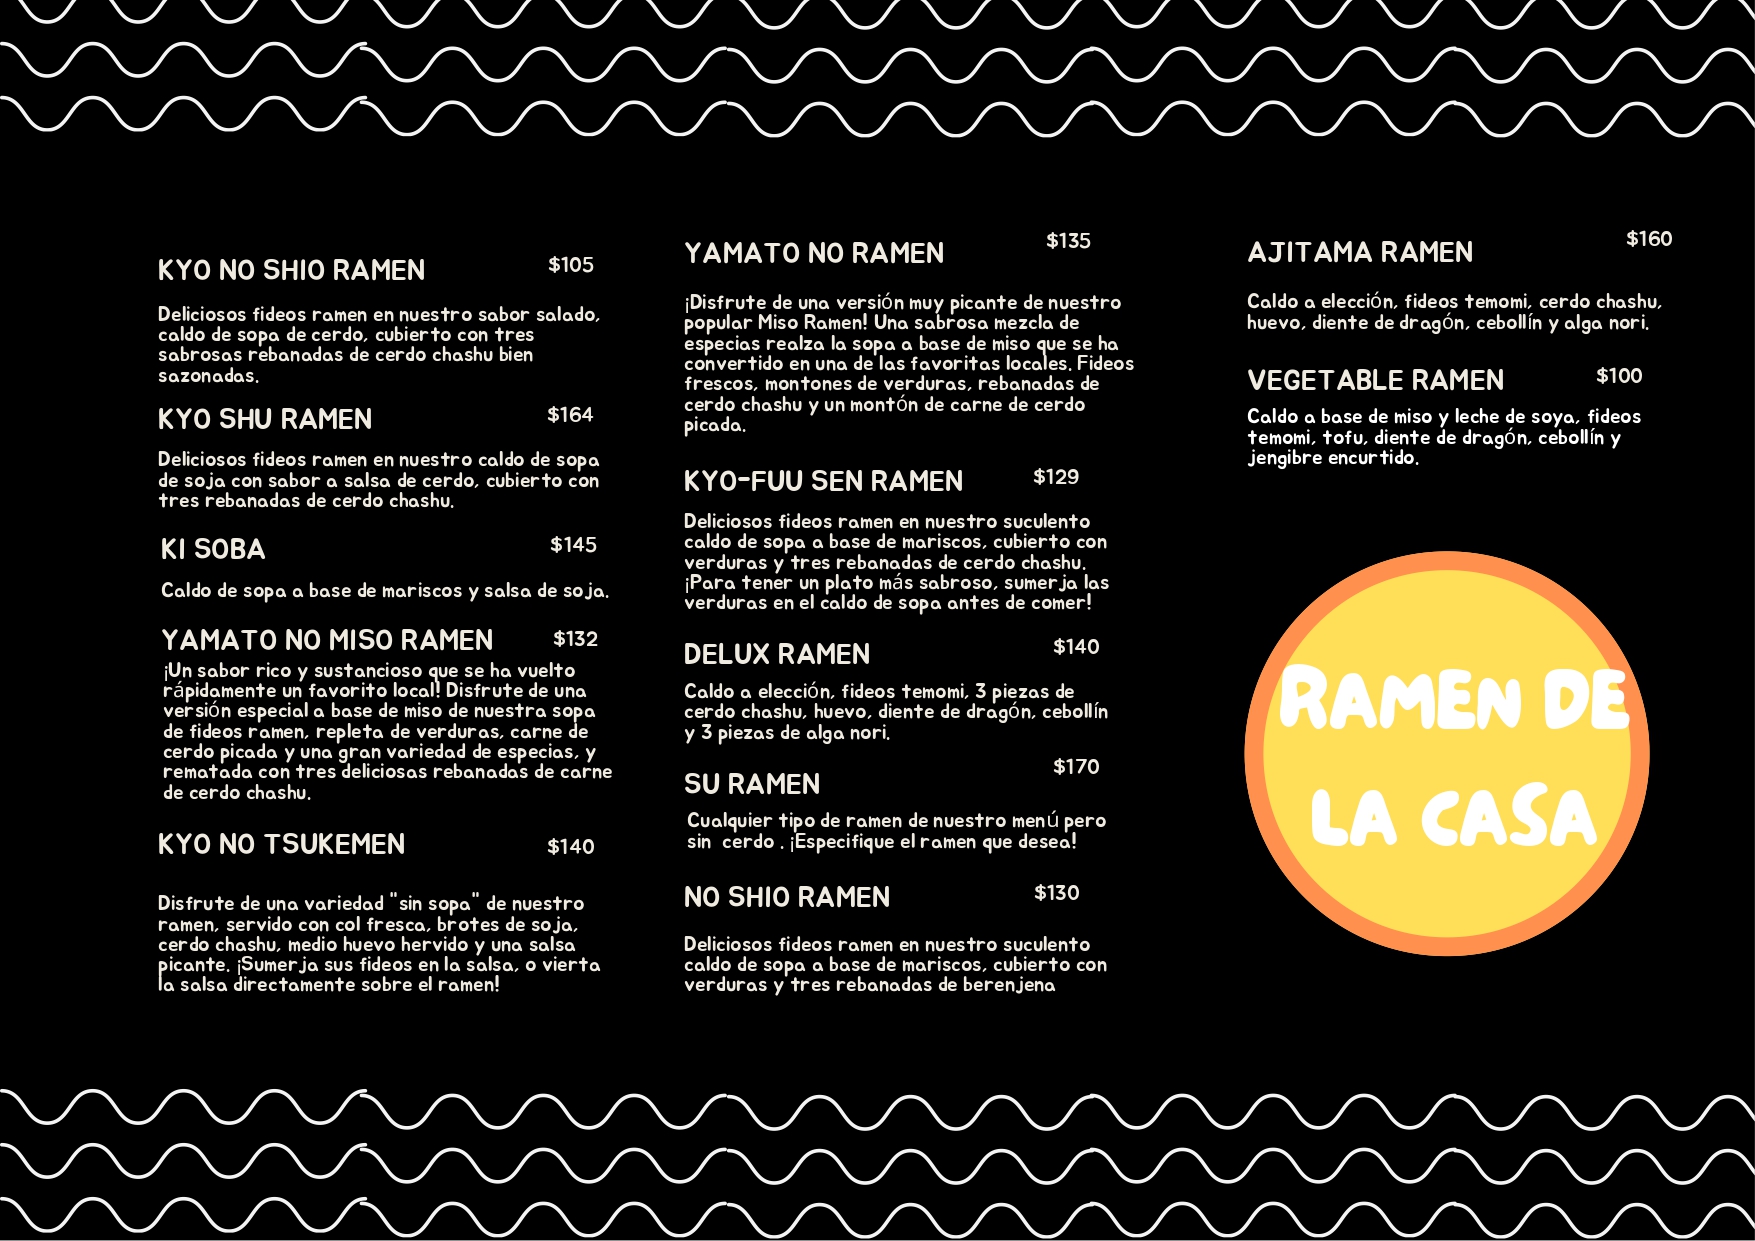 KYO NO SHIO RAMEN $105
Deliciosos fideos ramen en nuestro sabor salado,
caldo de sopa de cerdo, cubierto con tres
sabrosas rebanadas de cerdo chashu bien
sazonadas.
KYO SHU RAMEN $164
Deliciosos fideos ramen en nuestro caldo de sopa
de soja con sabor a salsa de cerdo, cubierto con
tres rebanadas de cerdo chashu.
KI SOBA $145
Caldo de sopa a base de mariscos y salsa de soja.
YAMATO NO MISO RAMEN $132
¡Un sabor rico y sustancioso que se ha vuelto
rápidamente un favorito local! Disfrute de una
versión especial a base de miso de nuestra sopa
de fideos ramen, repleta de verduras, carne de
cerdo picada y una gran variedad de especias, y
rematada con tres deliciosas rebanadas de carne
de cerdo chashu.
KYO NO TSUKEMEN $140
Disfrute de una variedad "sin sopa" de nuestro
ramen, servido con col fresca, brotes de soja,
cerdo chashu, medio huevo hervido y una salsa
picante. ¡Sumerja sus fideos en la salsa, o vierta
la salsa directamente sobre el ramen!
YAMATO NO RAMEN $135
¡Disfrute de una versión muy picante de nuestro
popular Miso Ramen! Una sabrosa mezcla de
especias realza la sopa a base de miso que se ha
convertido en una de las favoritas locales. Fideos
frescos, montones de verduras, rebanadas de
cerdo chashu y un montón de carne de cerdo
picada.
KYO-FUU SEN RAMEN $129
Deliciosos fideos ramen en nuestro suculento
caldo de sopa a base de mariscos, cubierto con
verduras y tres rebanadas de cerdo chashu.
¡Para tener un plato más sabroso, sumerja las
verduras en el caldo de sopa antes de comer!
DELUX RAMEN $140
Caldo a elección, fideos temomi, 3 piezas de
cerdo chashu, huevo, diente de dragón, cebollín
y 3 piezas de alga nori.
SU RAMEN $170
Cualquier tipo de ramen de nuestro menú pero
sin cerdo . ¡Especifique el ramen que desea!
NO SHIO RAMEN $130
Deliciosos fideos ramen en nuestro suculento
caldo de sopa a base de mariscos, cubierto con
verduras y tres rebanadas de berenjena
AJITAMA RAMEN $160
Caldo a elección, fideos temomi, cerdo chashu,
huevo, diente de dragón, cebollín y alga nori.
VEGETABLE RAMEN $100
Caldo a base de miso y leche de soya, fideos
temomi, tofu, diente de dragón, cebollín y
jengibre encurtido.
RAMEN DE
LA CASA